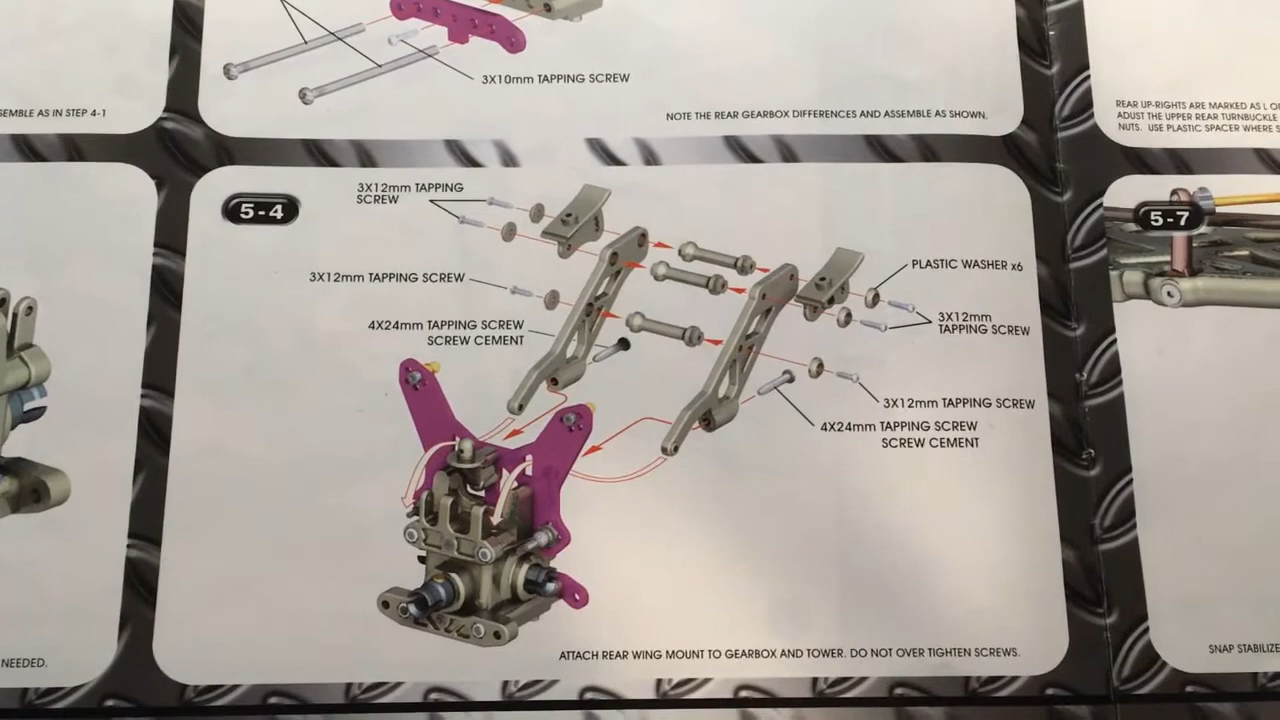 3X10mm TAPPING SCREW
SEMBLE AS IN STEP 4-1
NOTE THE REAR GEARBOX DIFFERENCES AND ASSEMBLE AS SHOWN.
REAR UP-RIGHTS ARE MARKED AS L O
ADUST THE UPPER REAR TURNBUCKLE
NUTS. USE PLASTIC SPACER WHERE S
5-4
3X12mm TAPPING
SCREW
3X12mm TAPPING SCREW
4X24mm TAPPING SCREW
SCREW CEMENT
PLASTIC WASHER x6
3X12mm
TAPPING SCREW
3X12mm TAPPING SCREW
4X24mm TAPPING SCREW
SCREW CEMENT
ATTACH REAR WING MOUNT TO GEARBOX AND TOWER. DO NOT OVER TIGHTEN SCREWS.
5-7
NEEDED.
SNAP STABILIZE